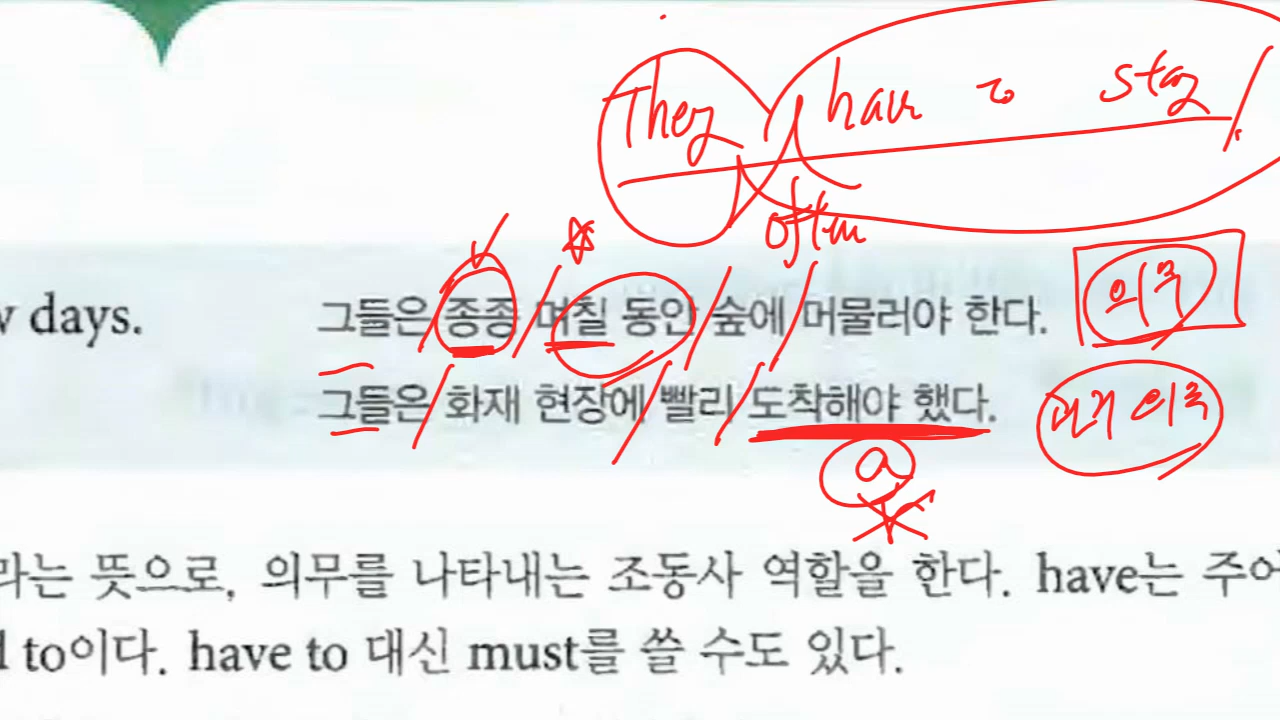 They have to stay
often
w days. 그들은 종종 며칠 동안 숲에 머물러야 한다. 의무
그들은 화재 현장에 빨리 도착해야 했다. 과거 의무
a
라는 뜻으로, 의무를 나타내는 조동사 역할을 한다. have는 주어
d to이다. have to 대신 must를 쓸 수도 있다.